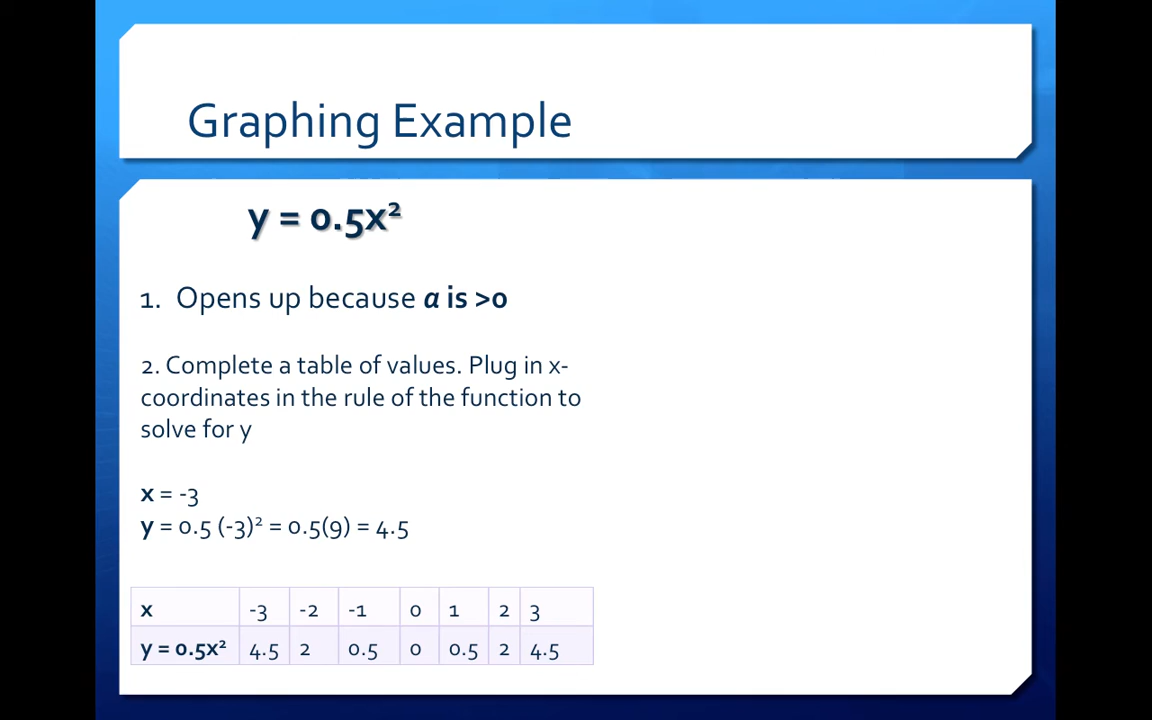 Graphing Example
y = 0.5x²
1. Opens up because a is >0
2. Complete a table of values. Plug in x-
coordinates in the rule of the function to
solve for y
x = -3
y = 0.5 (-3)² = 0.5(9) = 4.5
x -3 -2 -1 0 1 2 3
y = 0.5x² 4.5 2 0.5 0 0.5 2 4.5